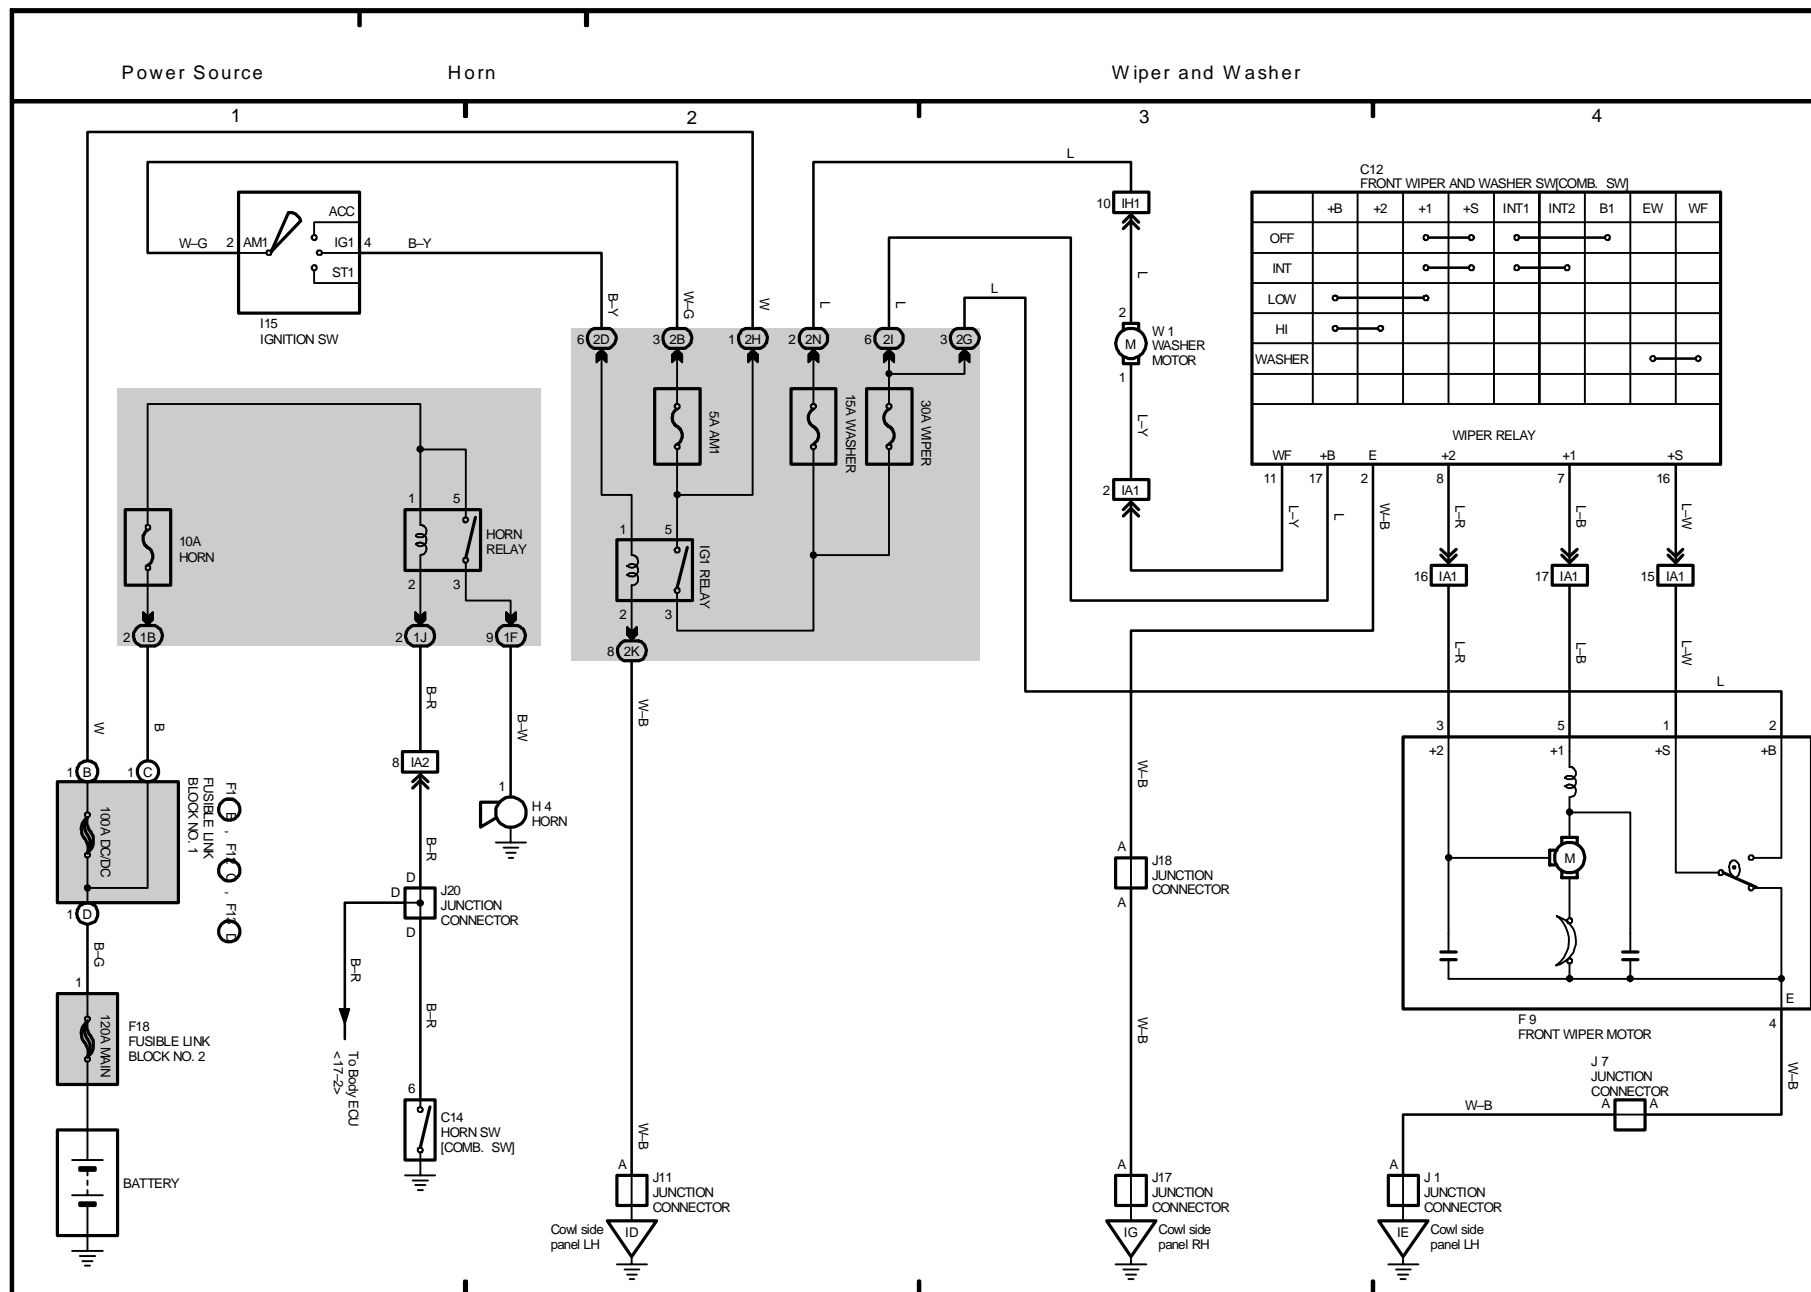 Power Source
Horn
Wiper and Washer
1
2
3
4
ACC
W–G
2
AM1
IG1
4
B–Y
ST1
I15
IGNITION SW
L
10
IH1
L
2
M
W 1
WASHER
MOTOR
1
L–Y
2
IA1
C12
FRONT WIPER AND WASHER SW[COMB. SW]
+B
+2
+1
+S
INT1
INT2
B1
EW
WF
OFF
INT
LOW
HI
WASHER
WIPER RELAY
WF
+B
E
+2
+1
+S
11
17
2
8
7
16
L–Y
L
W–B
L–R
L–B
L–W
16
IA1
17
IA1
15
IA1
L–R
L–B
L–W
L
L
B–Y
W–G
W
L
L
6
2D
3
2B
1
2H
2
2N
6
2I
3
2G
5A AM1
15A WASHER
30A WIPER
1
5
IG1 RELAY
2
3
8
2K
W–B
10A
HORN
1
5
HORN
RELAY
2
3
2
1B
2
1J
9
1F
B–R
B–W
W
B
1
B
1
C
100A DC/DC
FUSIBLE LINK
BLOCK NO. 1
1
D
B–G
1
120A MAIN
F18
FUSIBLE LINK
BLOCK NO. 2
BATTERY
8
IA2
B–R
1
H 4
HORN
D
D
D
J20
JUNCTION
CONNECTOR
B–R
B–R
To Body ECU
<17–2>
6
C14
HORN SW
[COMB. SW]
W–B
A
J11
JUNCTION
CONNECTOR
Cowl side
panel LH
ID
W–B
A
A
J18
JUNCTION
CONNECTOR
W–B
A
J17
JUNCTION
CONNECTOR
IG
Cowl side
panel RH
3
5
1
2
+2
+1
+S
+B
M
E
F 9
FRONT WIPER MOTOR
4
J 7
JUNCTION
CONNECTOR
A
A
W–B
W–B
A
J 1
JUNCTION
CONNECTOR
IE
Cowl side
panel LH